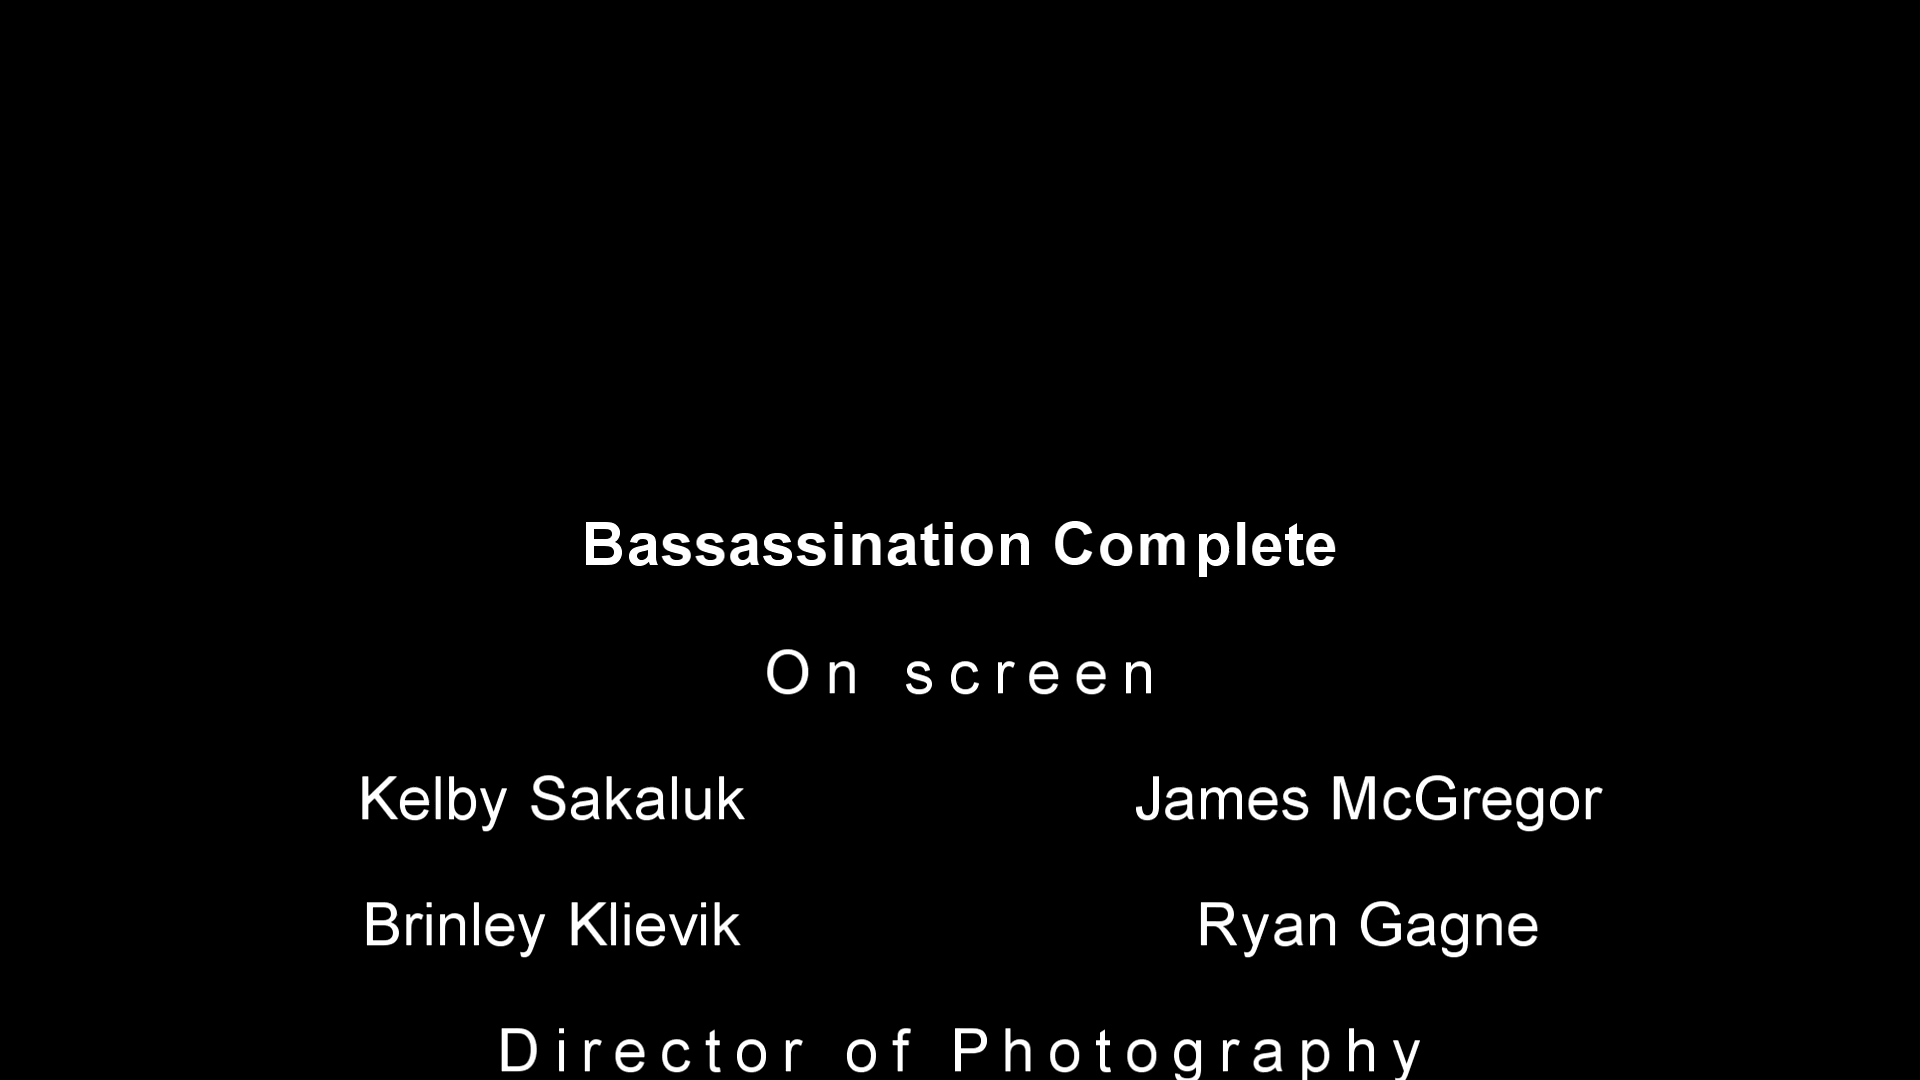 Bassassination Complete
On screen
Kelby Sakaluk James McGregor
Brinley Klievik Ryan Gagne
Director of Photography